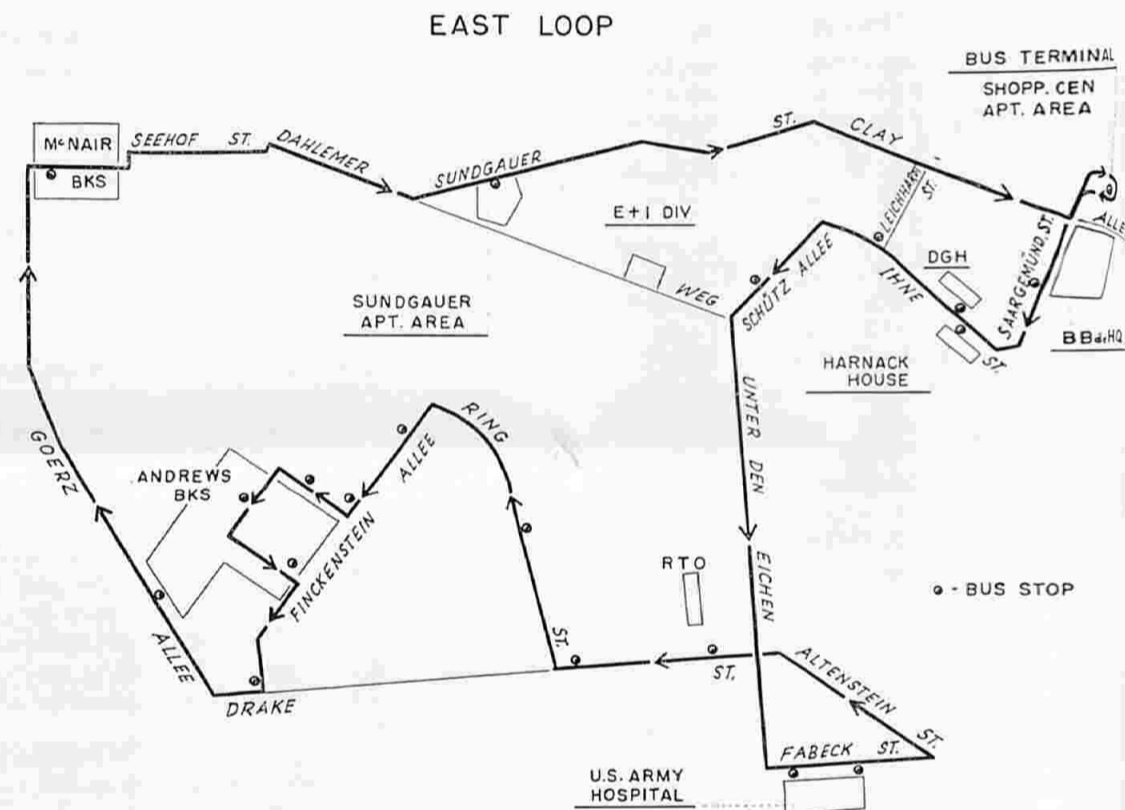 EAST LOOP
BUS TERMINAL
SHOPP. CEN
APT. AREA
McNAIR
BKS
SEEHOF ST.
DAHLEMER
SUNDGAUER ST.
CLAY
ALLEE
LEICHHARDT
ST.
E+I DIV
WEG
SCHÜTZ ALLEE
IHNE
ST.
DGH
SAARGEMÜND. ST.
BBdeHQ
SUNDGAUER
APT. AREA
HARNACK
HOUSE
UNTER DEN
EICHEN
GOERZ
ALLEE
ANDREWS
BKS
RING
ST.
FINCKENSTEIN
ALLEE
RTO
- BUS STOP
DRAKE
ST.
ALTENSTEIN
ST.
FABECK ST.
U.S. ARMY
HOSPITAL